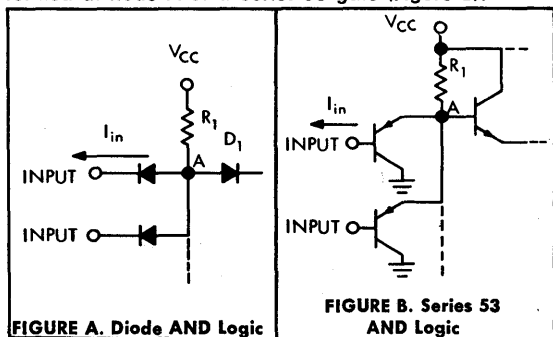 VCC
R1
Iin
D1
A
INPUT
INPUT
FIGURE A. Diode AND Logic
VCC
R1
Iin
A
INPUT
INPUT
FIGURE B. Series 53
AND Logic